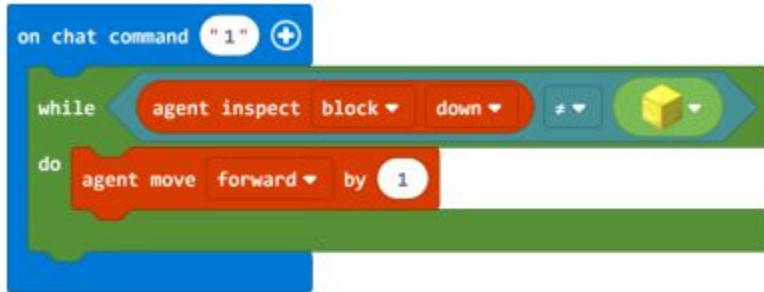 on chat command "1"
while agent inspect block down ≠
do
agent move forward by 1